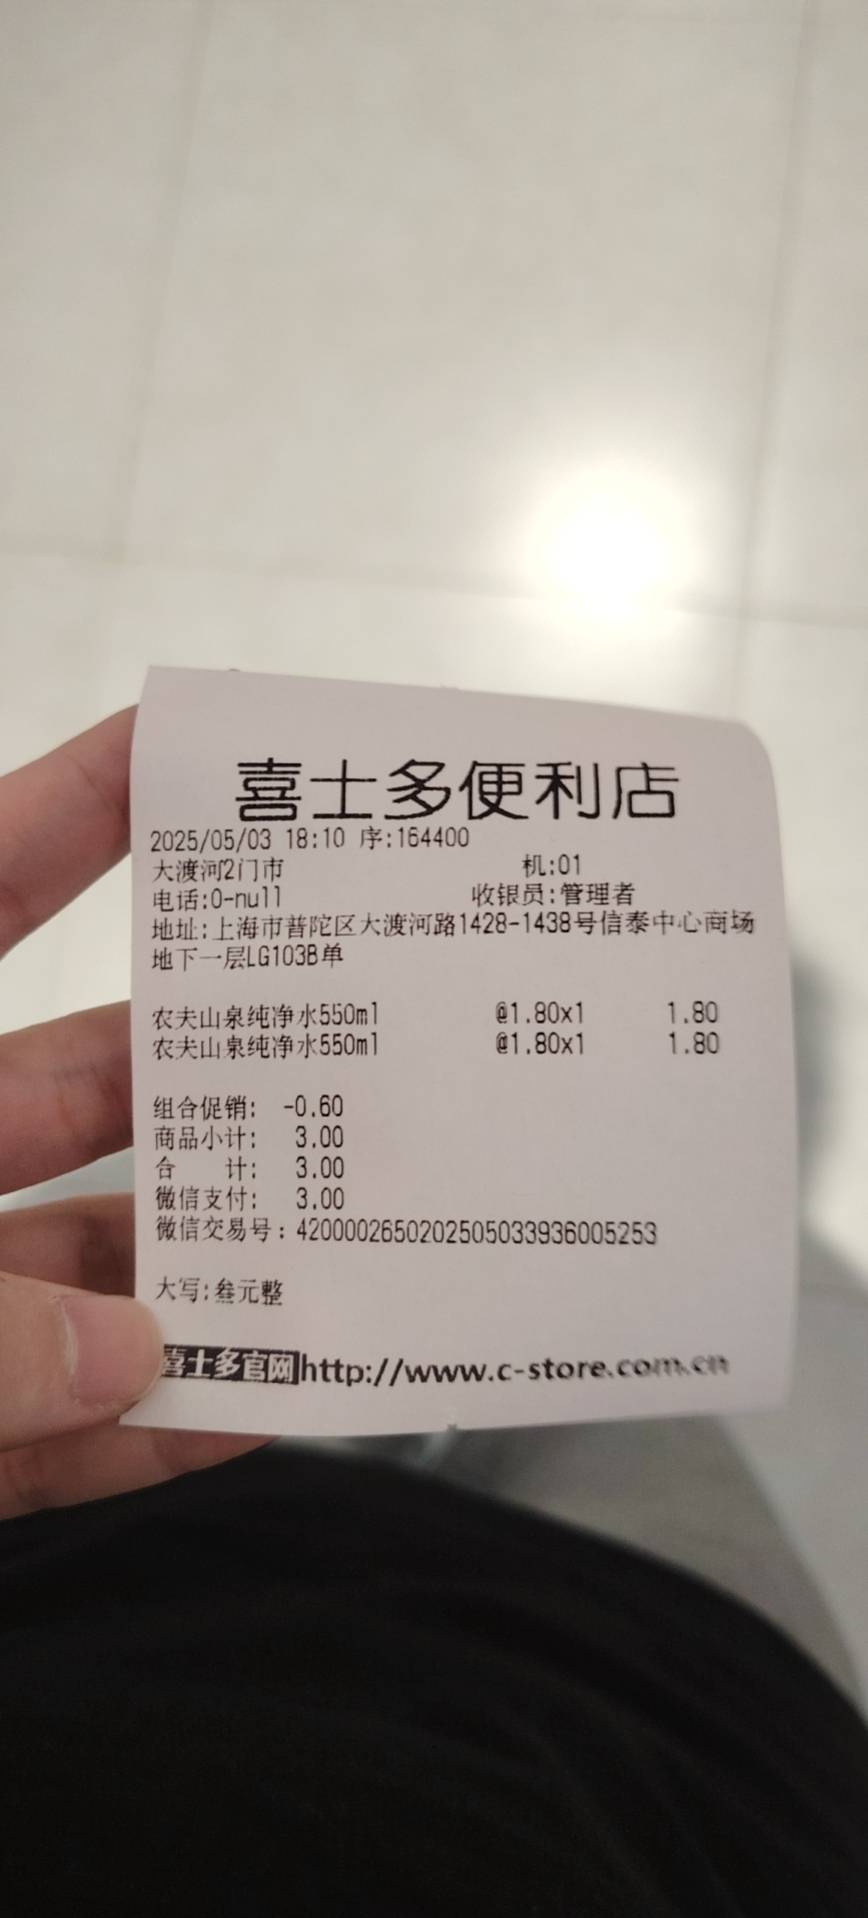 喜士多便利店
2025/05/03 18:10 序:164400
大渡河2门市 机:01
电话:0-null 收银员:管理者
地址:上海市普陀区大渡河路1428-1438号信泰中心商场
地下一层LG103B单
农夫山泉纯净水550ml @1.80x1 1.80
农夫山泉纯净水550ml @1.80x1 1.80
组合促销: -0.60
商品小计: 3.00
合 计: 3.00
微信支付: 3.00
微信交易号:4200002650202505033936005253
大写:叁元整
喜士多官网http://www.c-store.com.cn